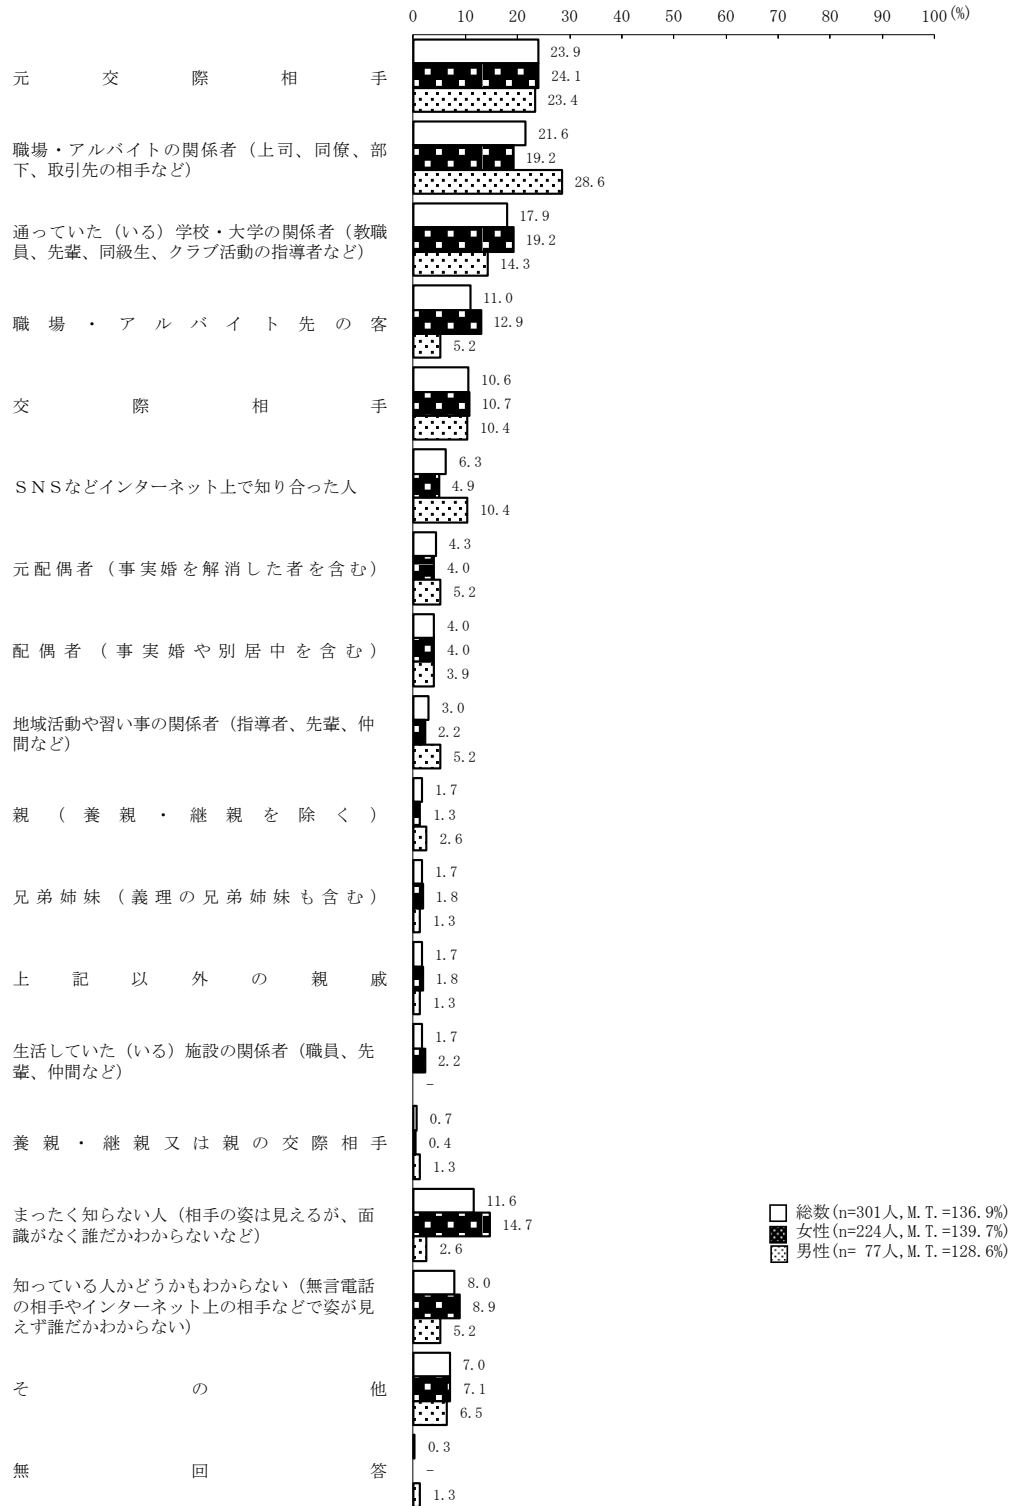 0 10 20 30 40 50 60 70 80 90 100 (%)
元交際相手
23.9
24.1
23.4
職場・アルバイトの関係者(上司、同僚、部
下、取引先の相手など)
21.6
19.2
28.6
通っていた(いる)学校・大学の関係者(教職
員、先輩、同級生、クラブ活動の指導者など)
17.9
19.2
14.3
職場・アルバイト先の客
11.0
12.9
5.2
交際相手
10.6
10.7
10.4
SNSなどインターネット上で知り合った人
6.3
4.9
10.4
元配偶者(事実婚を解消した者を含む)
4.3
4.0
5.2
配偶者(事実婚や別居中を含む)
4.0
4.0
3.9
地域活動や習い事の関係者(指導者、先輩、仲
間など)
3.0
2.2
5.2
親(養親・継親を除く)
1.7
1.3
2.6
兄弟姉妹(義理の兄弟姉妹も含む)
1.7
1.8
1.3
上記以外の親戚
1.7
1.8
1.3
生活していた(いる)施設の関係者(職員、先
輩、仲間など)
1.7
2.2
-
養親・継親又は親の交際相手
0.7
0.4
1.3
まったく知らない人(相手の姿は見えるが、面
識がなく誰だかわからないなど)
11.6
14.7
2.6
総数(n=301人,M.T.=136.9%)
女性(n=224人,M.T.=139.7%)
男性(n= 77人,M.T.=128.6%)
知っている人かどうかもわからない(無言電話
の相手やインターネット上の相手などで姿が見
えず誰だかわからない)
8.0
8.9
5.2
その他
7.0
7.1
6.5
無回答
0.3
-
1.3